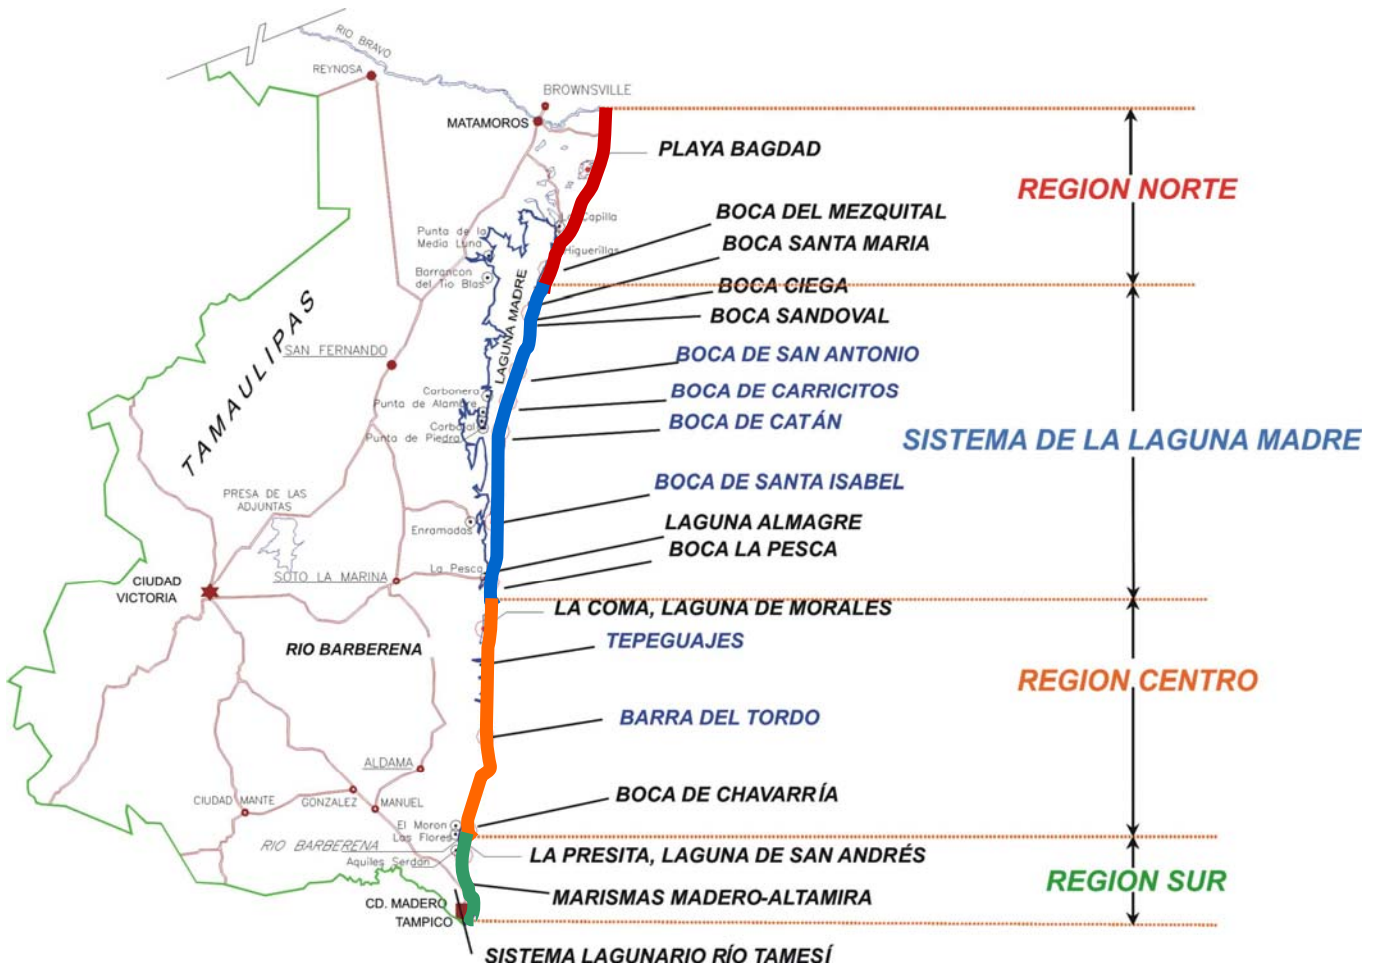 RIO BRAVO
REYNOSA
BROWNSVILLE
MATAMOROS
PLAYA BAGDAD
REGION NORTE
BOCA DEL MEZQUITAL
La Capilla
Punta de la
Media Luna
BOCA SANTA MARIA
Higuerillas
Barrancon
del Tio Blas
BOCA CIEGA
BOCA SANDOVAL
LAGUNA MADRE
TAMAULIPAS
SAN FERNANDO
BOCA DE SAN ANTONIO
Carbonera
BOCA DE CARRICITOS
Punta de Alambre
BOCA DE CATÁN
Carbajal
Punta de Piedra
SISTEMA DE LA LAGUNA MADRE
BOCA DE SANTA ISABEL
PRESA DE LAS
ADJUNTAS
LAGUNA ALMAGRE
Enramadas
BOCA LA PESCA
La Pesca
SOTO LA MARINA
CIUDAD
VICTORIA
LA COMA, LAGUNA DE MORALES
TEPEGUAJES
RIO BARBERENA
REGION CENTRO
BARRA DEL TORDO
ALDAMA
BOCA DE CHAVARRÍA
CIUDAD MANTE
GONZALEZ
MANUEL
El Moron
Las Flores
RIO BARBERENA
LA PRESITA, LAGUNA DE SAN ANDRÉS
Aquiles Serdan
REGION SUR
MARISMAS MADERO-ALTAMIRA
CD. MADERO
TAMPICO
SISTEMA LAGUNARIO RÍO TAMESÍ